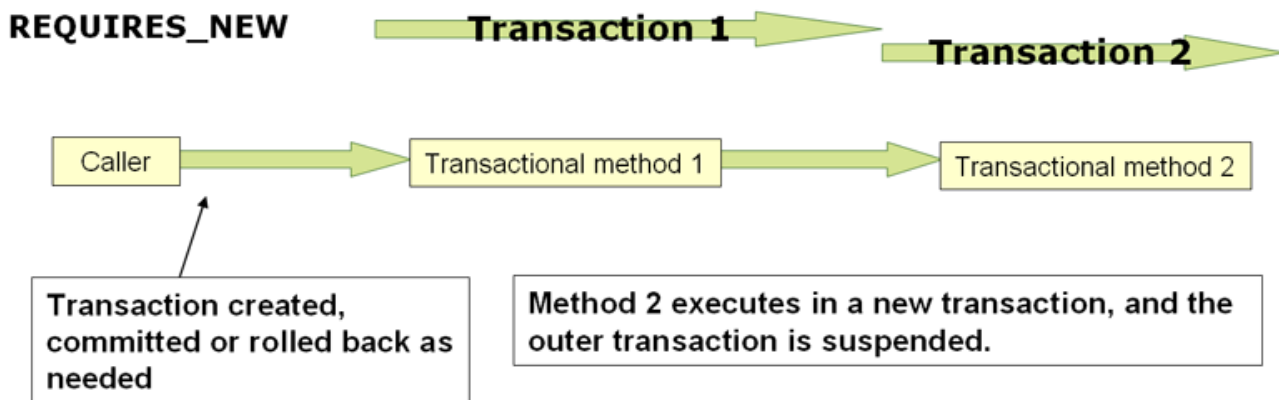 REQUIRES_NEW
Transaction 1
Transaction 2
Caller
Transactional method 1
Transactional method 2
Transaction created,
committed or rolled back as
needed
Method 2 executes in a new transaction, and the
outer transaction is suspended.